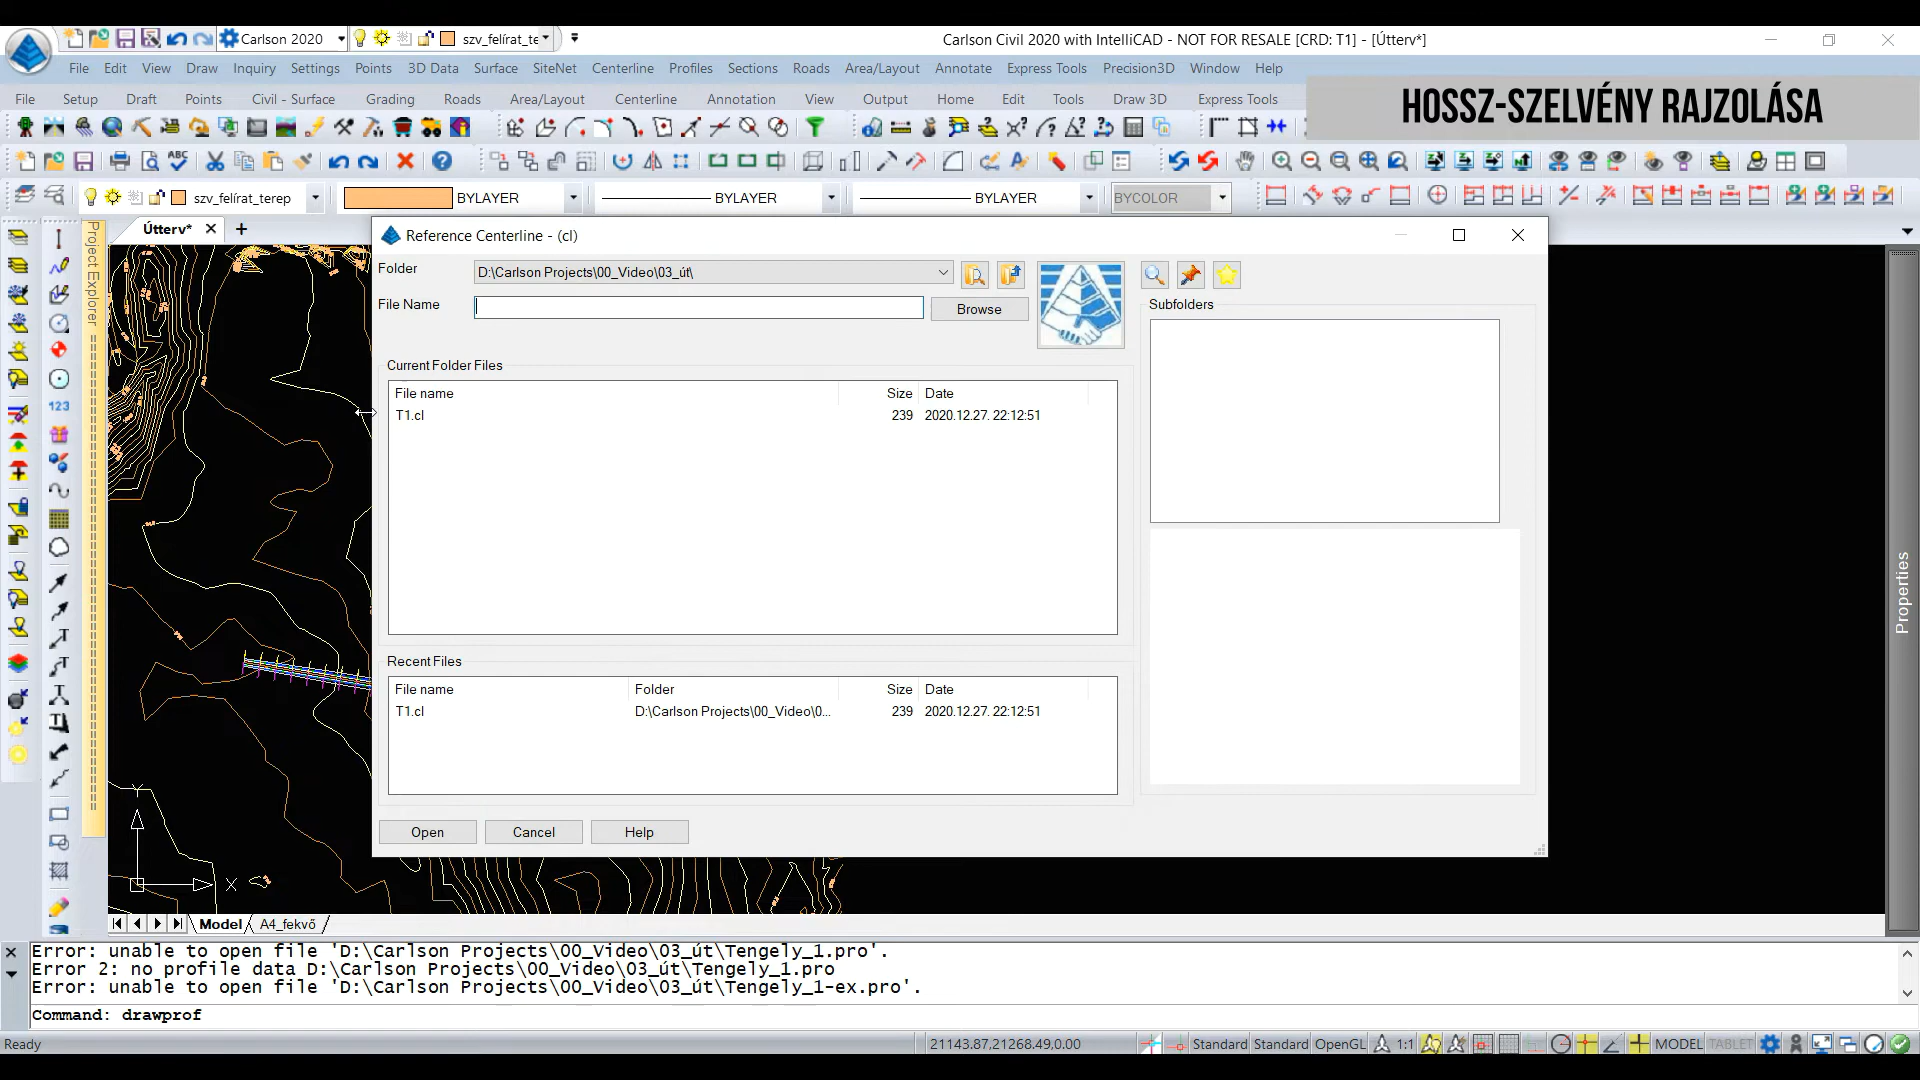 Carlson 2020
szv_felírat_te
Carlson Civil 2020 with IntelliCAD - NOT FOR RESALE [CRD: T1] - [Útterv*]
File Edit View Draw Inquiry Settings Points 3D Data Surface SiteNet Centerline Profiles Sections Roads Area/Layout Annotate Express Tools Precision3D Window Help
File Setup Draft Points Civil - Surface Grading Roads Area/Layout Centerline Annotation View Output Home Edit Tools Draw 3D Express Tools
HOSSZ-SZELVÉNY RAJZOLÁSA
szv_felírat_terep BYLAYER BYLAYER BYLAYER BYCOLOR
Útterv*
Project Explorer
123
Reference Centerline - (cl)
Folder D:\Carlson Projects\00_Video\03_út\
File Name Browse
Subfolders
Current Folder Files
File name Size Date
T1.cl 239 2020.12.27. 22:12:51
Recent Files
File name Folder Size Date
T1.cl D:\Carlson Projects\00_Video\0... 239 2020.12.27. 22:12:51
Open Cancel Help
Properties
Y
X
Model A4_fekvő
Error: unable to open file 'D:\Carlson Projects\00_Video\03_út\Tengely_1.pro'.
Error 2: no profile data D:\Carlson Projects\00_Video\03_út\Tengely_1.pro
Error: unable to open file 'D:\Carlson Projects\00_Video\03_út\Tengely_1-ex.pro'.
Command: drawprof
Ready 21143.87,21268.49,0.00 Standard Standard OpenGL 1:1 MODEL TABLET